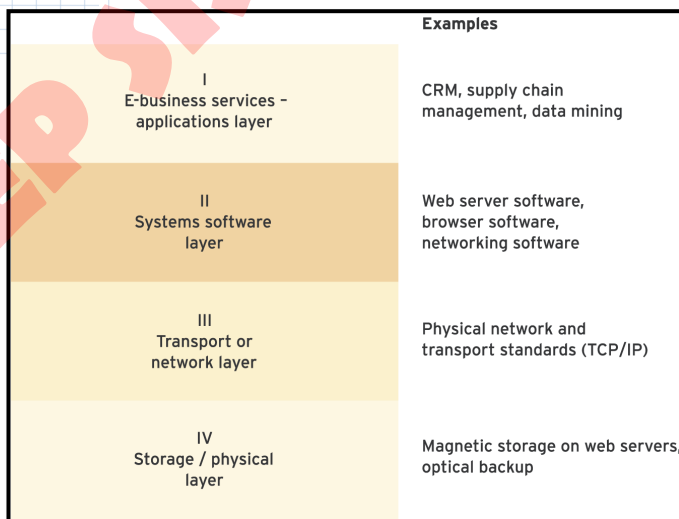 Examples
I
E-business services –
applications layer
CRM, supply chain
management, data mining
II
Systems software
layer
Web server software,
browser software,
networking software
III
Transport or
network layer
Physical network and
transport standards (TCP/IP)
IV
Storage / physical
layer
Magnetic storage on web servers,
optical backup